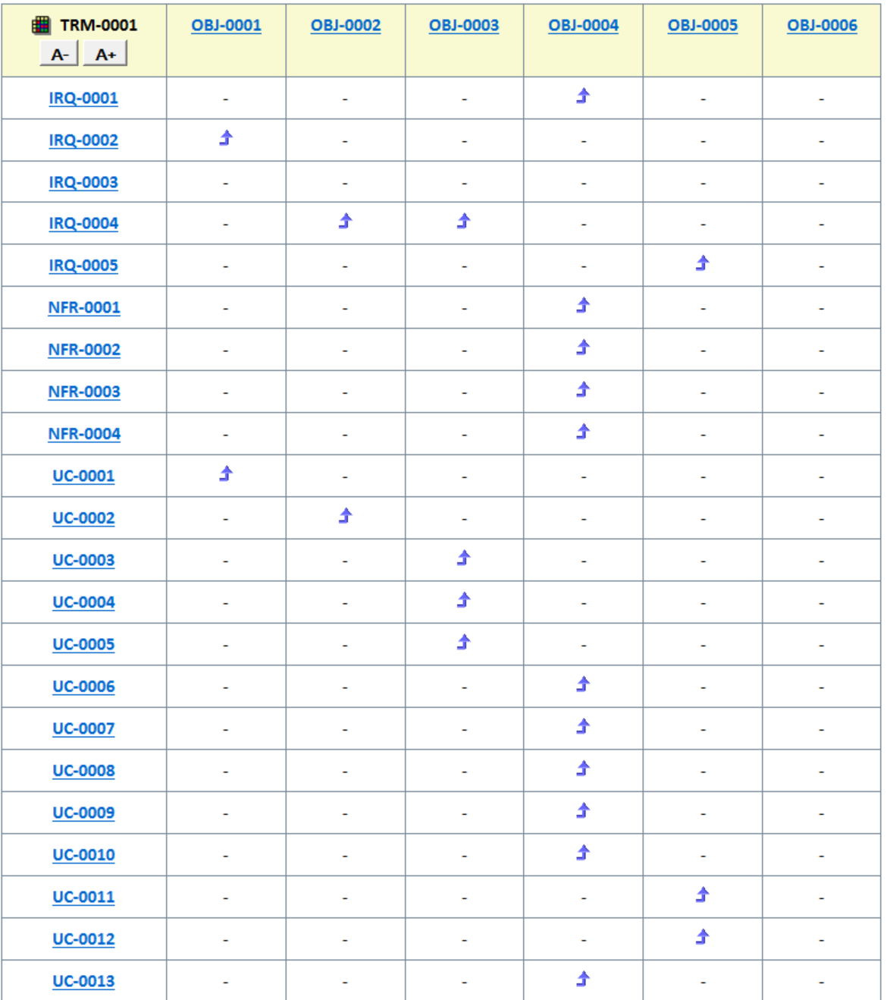 TRM-0001 OBJ-0001 OBJ-0002 OBJ-0003 OBJ-0004 OBJ-0005 OBJ-0006
A- A+
IRQ-0001 - - - - -
IRQ-0002 - - - - -
IRQ-0003 - - - - - -
IRQ-0004 - - - -
IRQ-0005 - - - - -
NFR-0001 - - - - -
NFR-0002 - - - - -
NFR-0003 - - - - -
NFR-0004 - - - - -
UC-0001 - - - - -
UC-0002 - - - - -
UC-0003 - - - - -
UC-0004 - - - - -
UC-0005 - - - - -
UC-0006 - - - - -
UC-0007 - - - - -
UC-0008 - - - - -
UC-0009 - - - - -
UC-0010 - - - - -
UC-0011 - - - - -
UC-0012 - - - - -
UC-0013 - - - - -